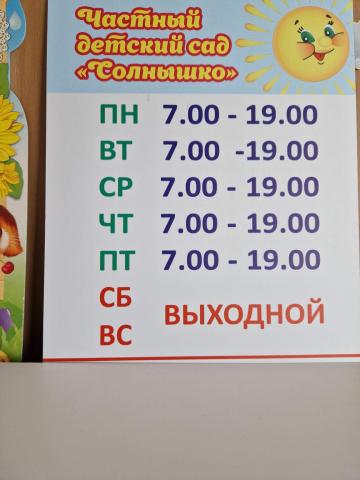 Частный
детский сад
«Солнышко»
ПН 7.00 - 19.00
ВТ 7.00 -19.00
СР 7.00 - 19.00
ЧТ 7.00 - 19.00
ПТ 7.00 - 19.00
СБ
ВЫХОДНОЙ
ВС